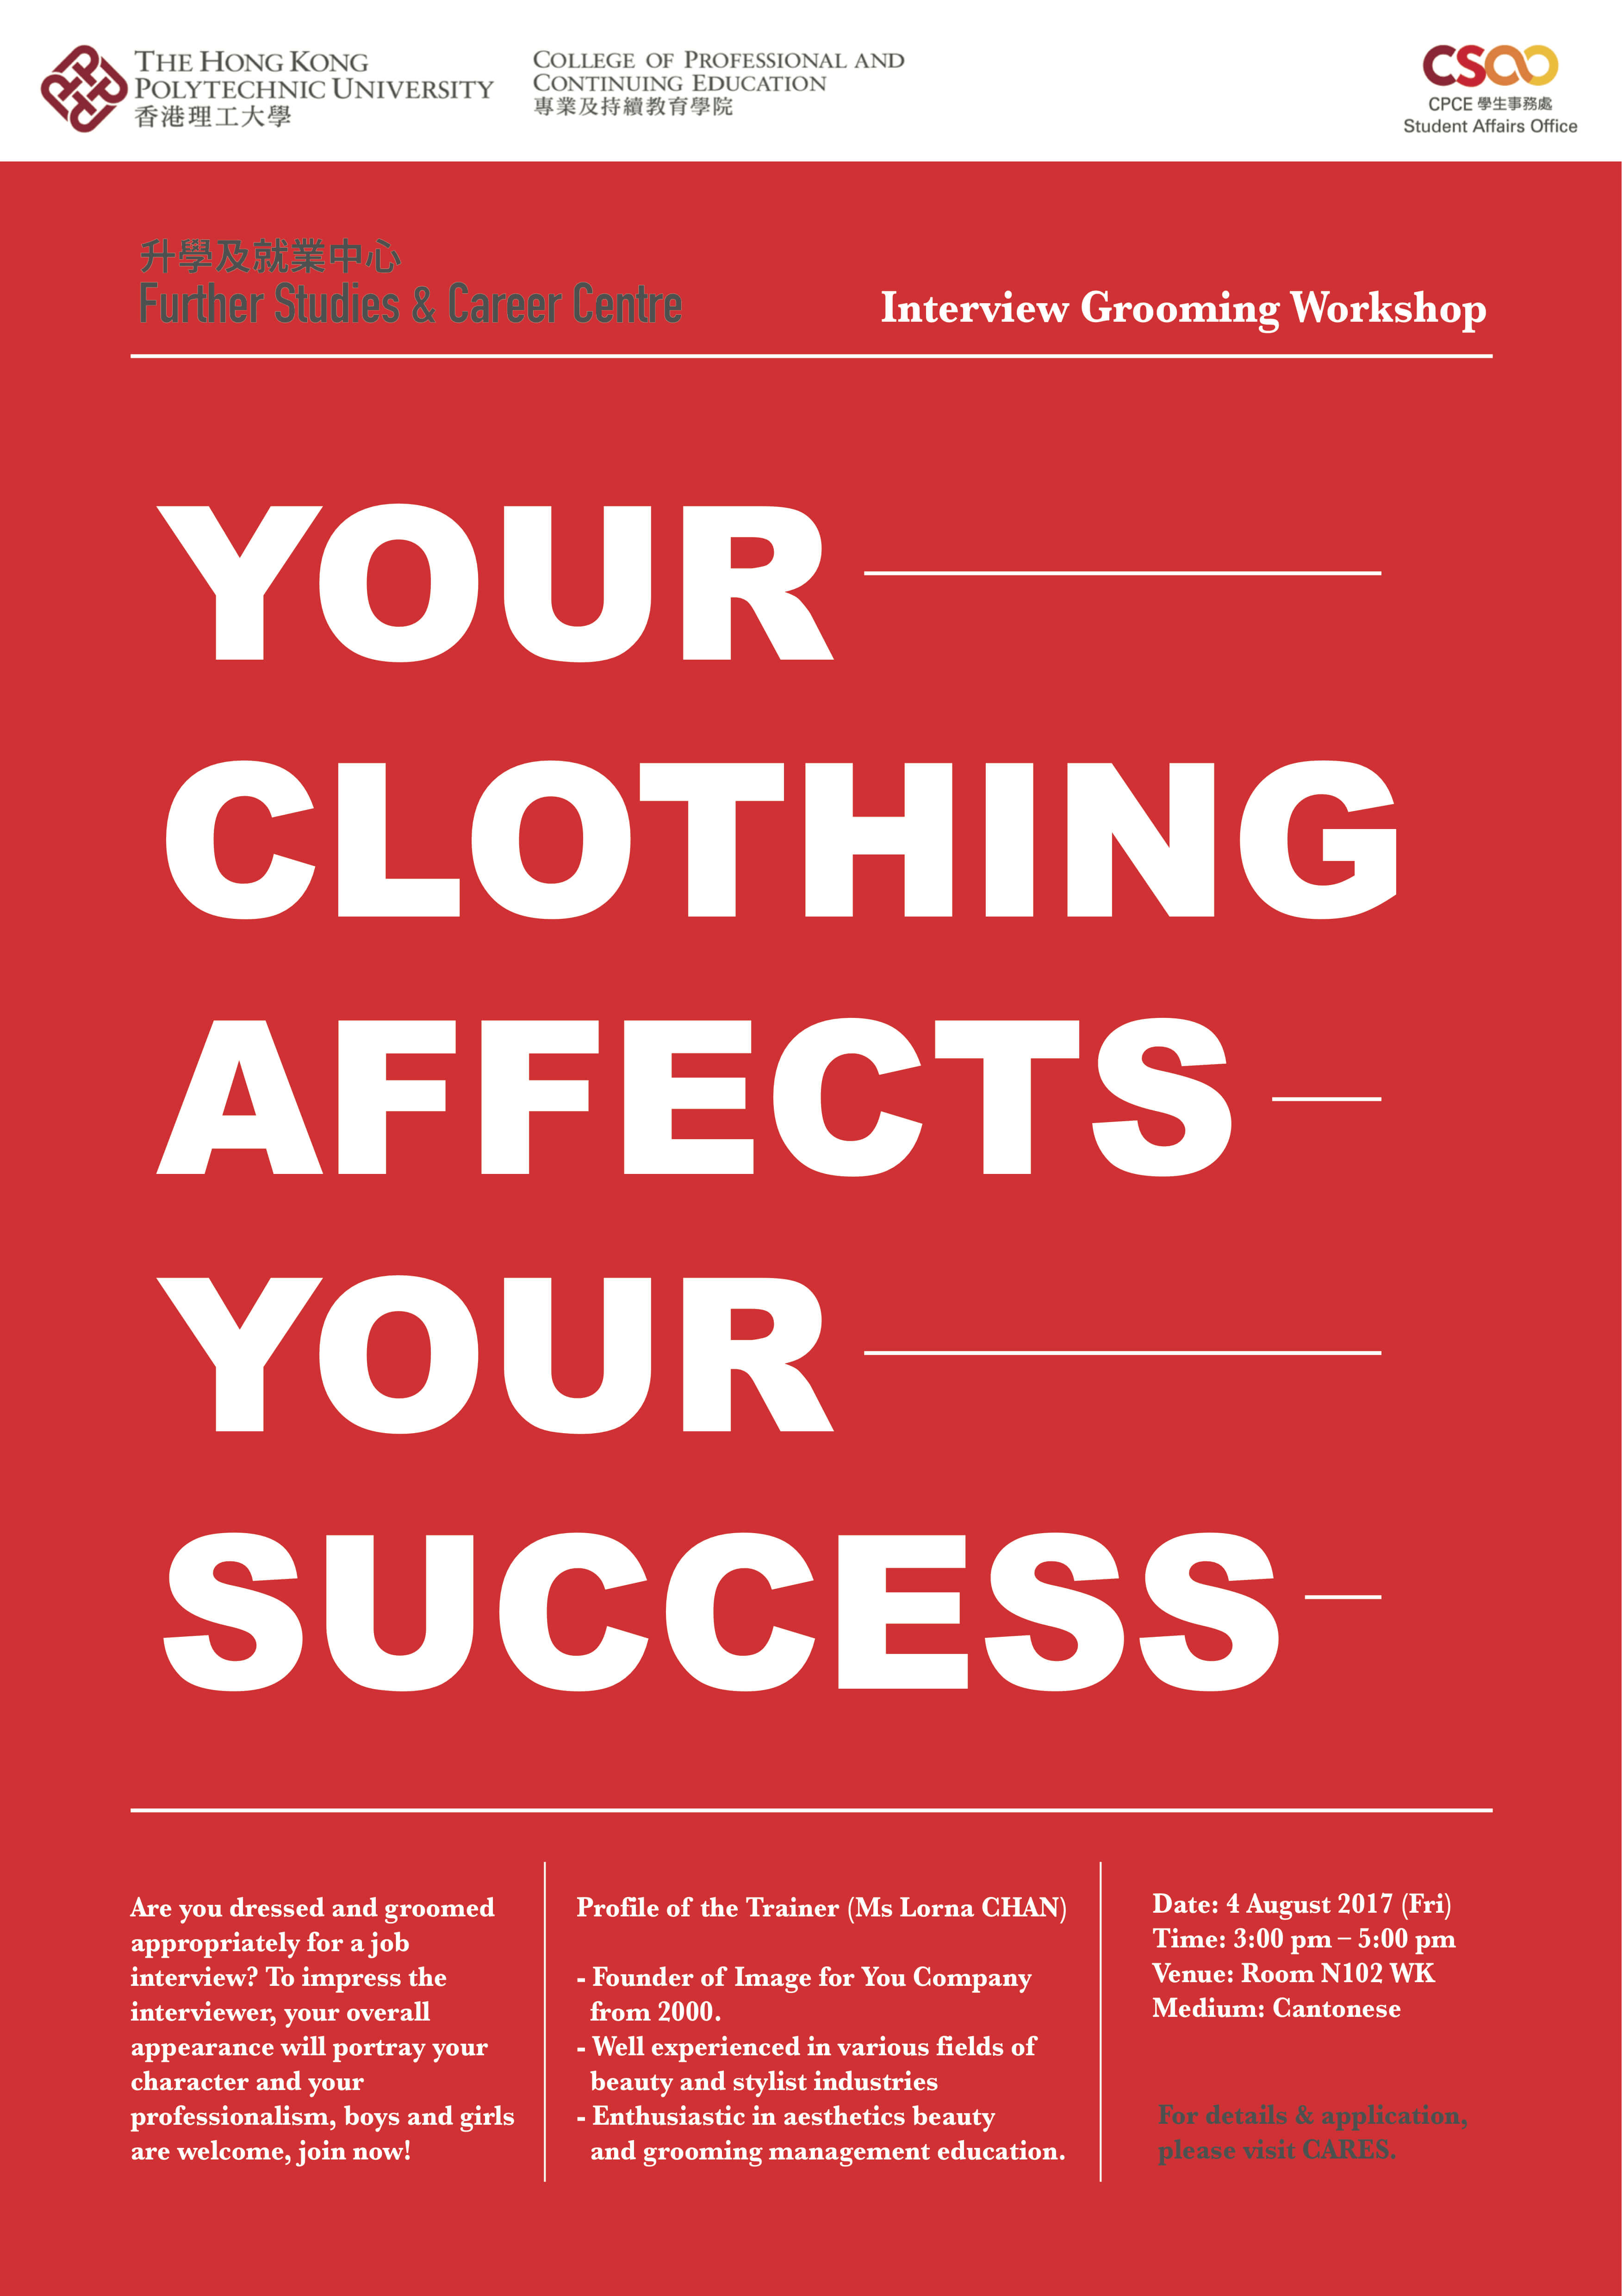 THE HONG KONG
POLYTECHNIC UNIVERSITY
香港理工大學
COLLEGE OF PROFESSIONAL AND
CONTINUING EDUCATION
專業及持續教育學院
CSAO
CPCE 學生事務處
Student Affairs Office
升學及就業中心
Further Studies & Career Centre
Interview Grooming Workshop
YOUR
CLOTHING
AFFECTS
YOUR
SUCCESS
Are you dressed and groomed
appropriately for a job
interview? To impress the
interviewer, your overall
appearance will portray your
character and your
professionalism, boys and girls
are welcome, join now!
Profile of the Trainer (Ms Lorna CHAN)
- Founder of Image for You Company
from 2000.
- Well experienced in various fields of
beauty and stylist industries
- Enthusiastic in aesthetics beauty
and grooming management education.
Date: 4 August 2017 (Fri)
Time: 3:00 pm – 5:00 pm
Venue: Room N102 WK
Medium: Cantonese
For details & application,
please visit CARES.